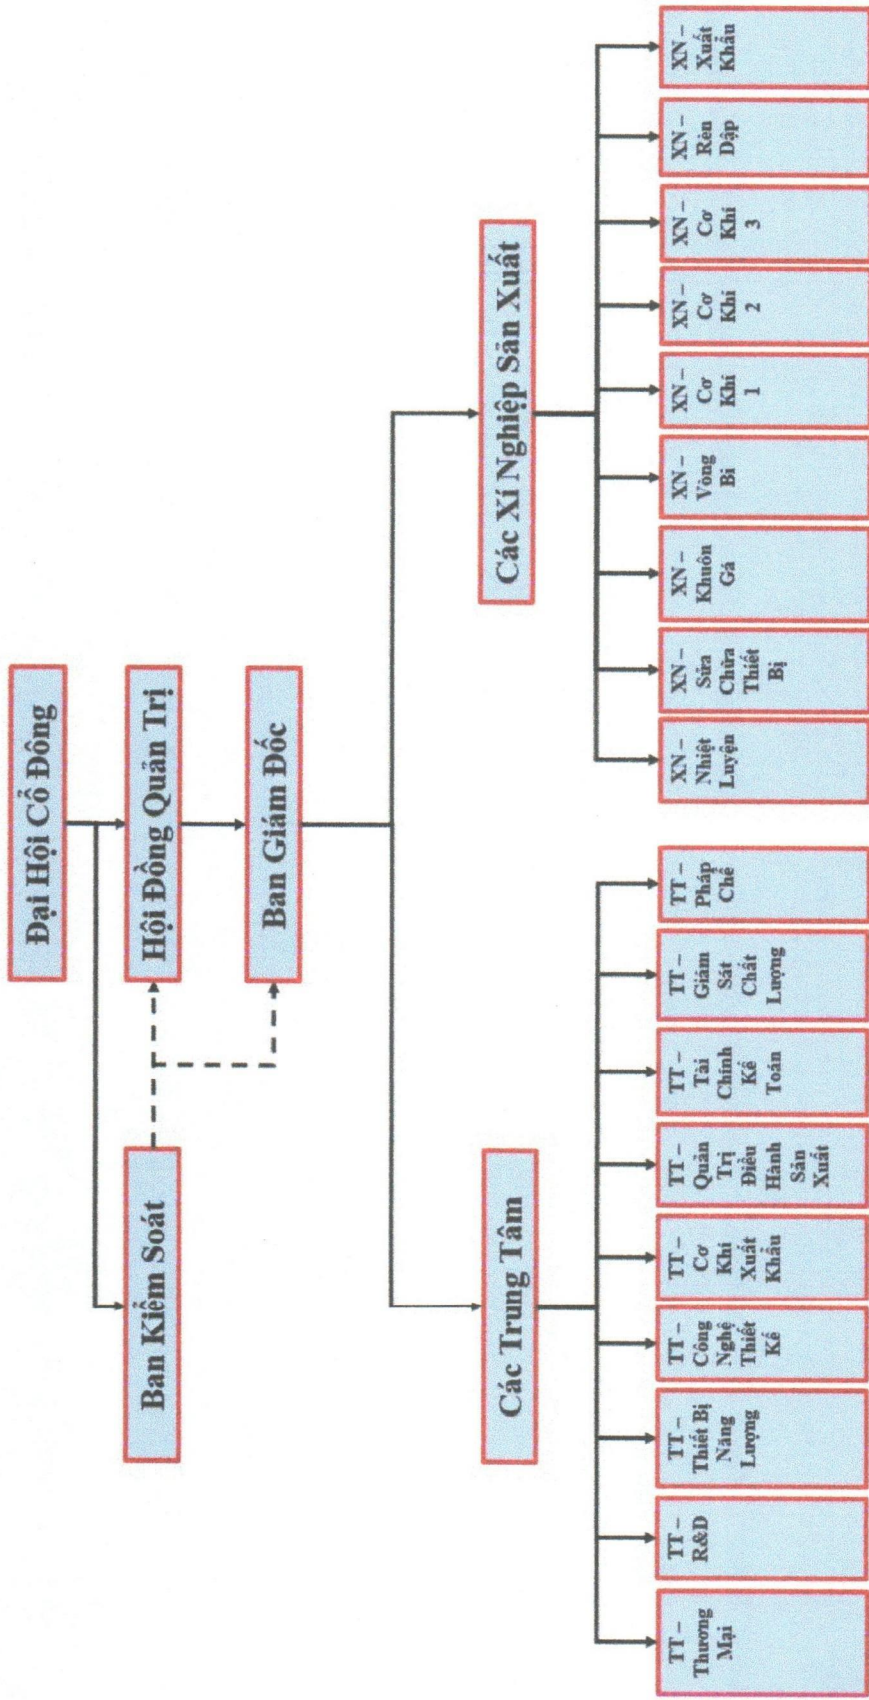 Đại Hội Cổ Đông
Ban Kiểm Soát
Hội Đồng Quản Trị
Ban Giám Đốc
Các Trung Tâm
Các Xí Nghiệp Sản Xuất
TT –
Thương
Mại
TT –
R&D
TT –
Thiết Bị
Năng
Lượng
TT –
Công
Nghệ
Thiết
Kế
TT –
Cơ
Khí
Xuất
Khẩu
TT –
Quản
Trị
Điều
Hành
Sản
Xuất
TT –
Tài
Chính
Kế
Toán
TT –
Giám
Sát
Chất
Lượng
TT –
Pháp
Chế
XN –
Nhiệt
Luyện
XN –
Sửa
Chữa
Thiết
Bị
XN –
Khuôn
Gá
XN –
Vòng
Bi
XN –
Cơ
Khí
1
XN –
Cơ
Khí
2
XN –
Cơ
Khí
3
XN –
Rèn
Dập
XN –
Xuất
Khẩu